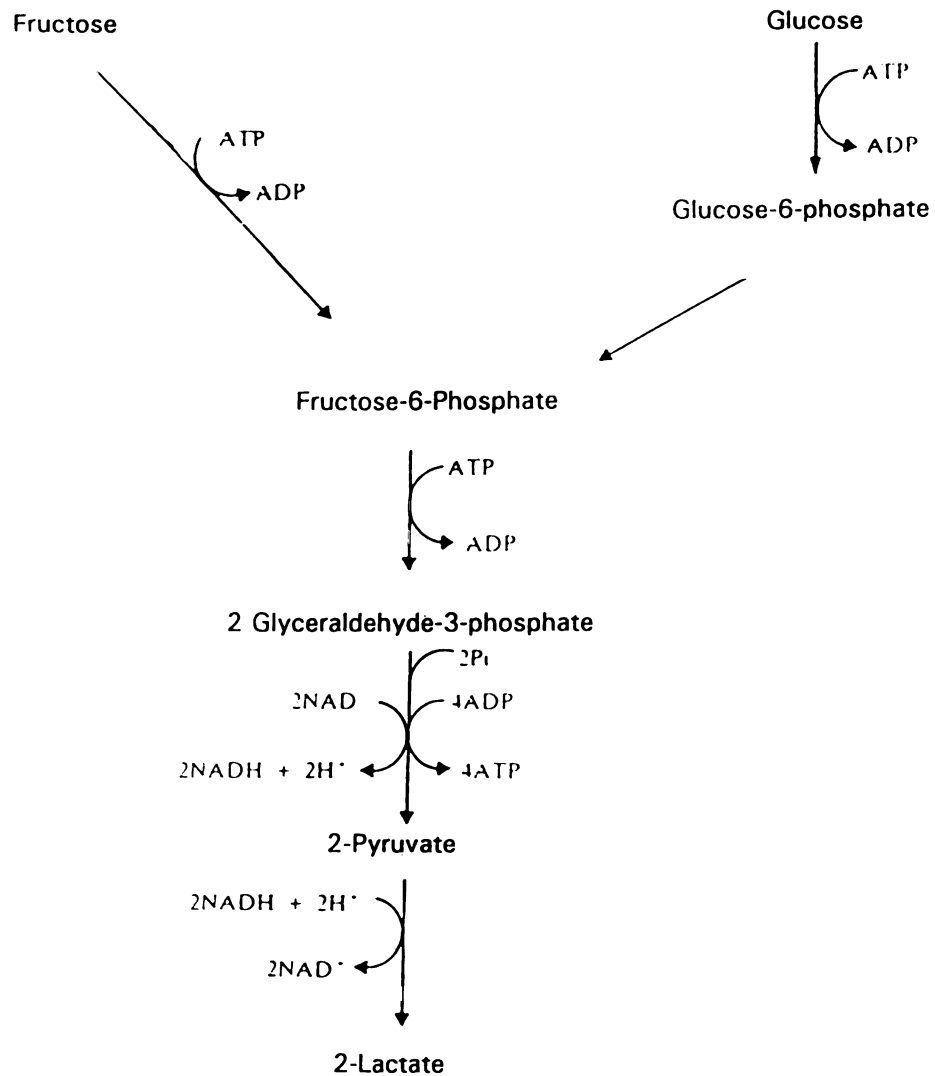 Fructose
Glucose
ATP
ADP
ATP
ADP
Glucose-6-phosphate
Fructose-6-Phosphate
ATP
ADP
2 Glyceraldehyde-3-phosphate
2Pi
2NAD
4ADP
2NADH + 2H⁺
4ATP
2-Pyruvate
2NADH + 2H⁺
2NAD⁺
2-Lactate